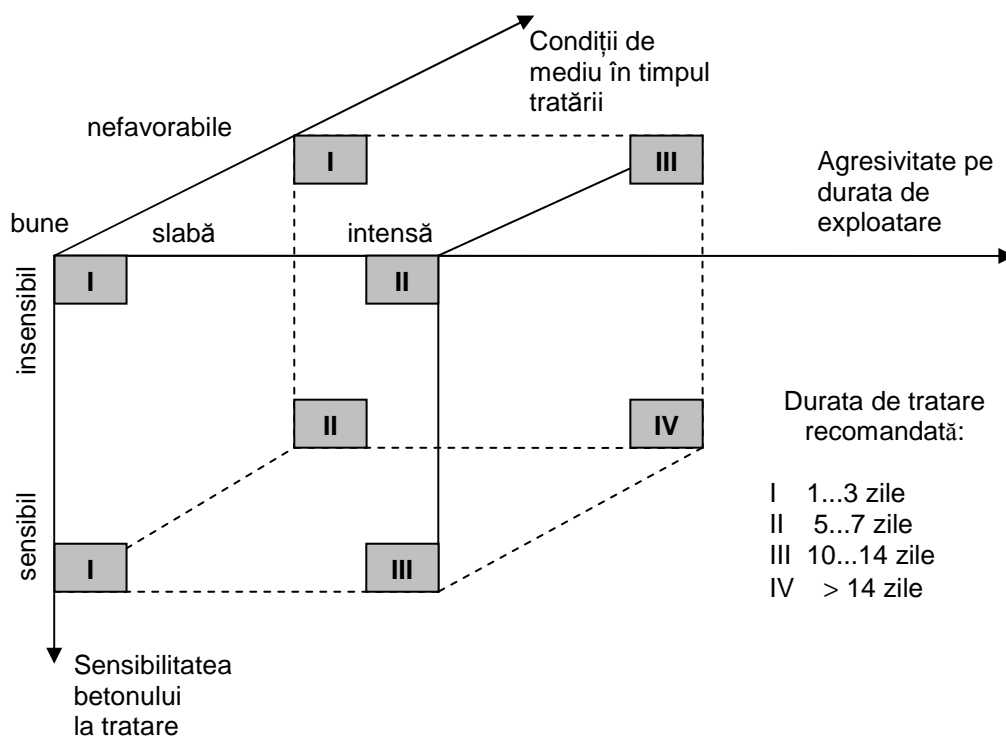 Condiții de
mediu în timpul
tratării
nefavorabile
I
III
Agresivitate pe
durata de
exploatare
bune
slabă
intensă
I
II
insensibil
II
IV
Durata de tratare
recomandată:
I 1...3 zile
II 5...7 zile
III 10...14 zile
IV > 14 zile
sensibil
I
III
Sensibilitatea
betonului
la tratare